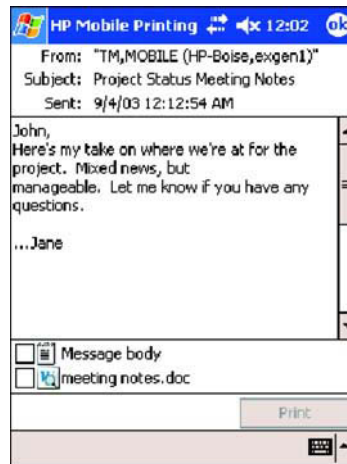 HP Mobile Printing 12:02 ok
From: "TM,MOBILE (HP-Boise,exgen1)"
Subject: Project Status Meeting Notes
Sent: 9/4/03 12:12:54 AM
John,
Here's my take on where we're at for the
project. Mixed news, but
manageable. Let me know if you have any
questions.
...Jane
Message body
meeting notes.doc
Print